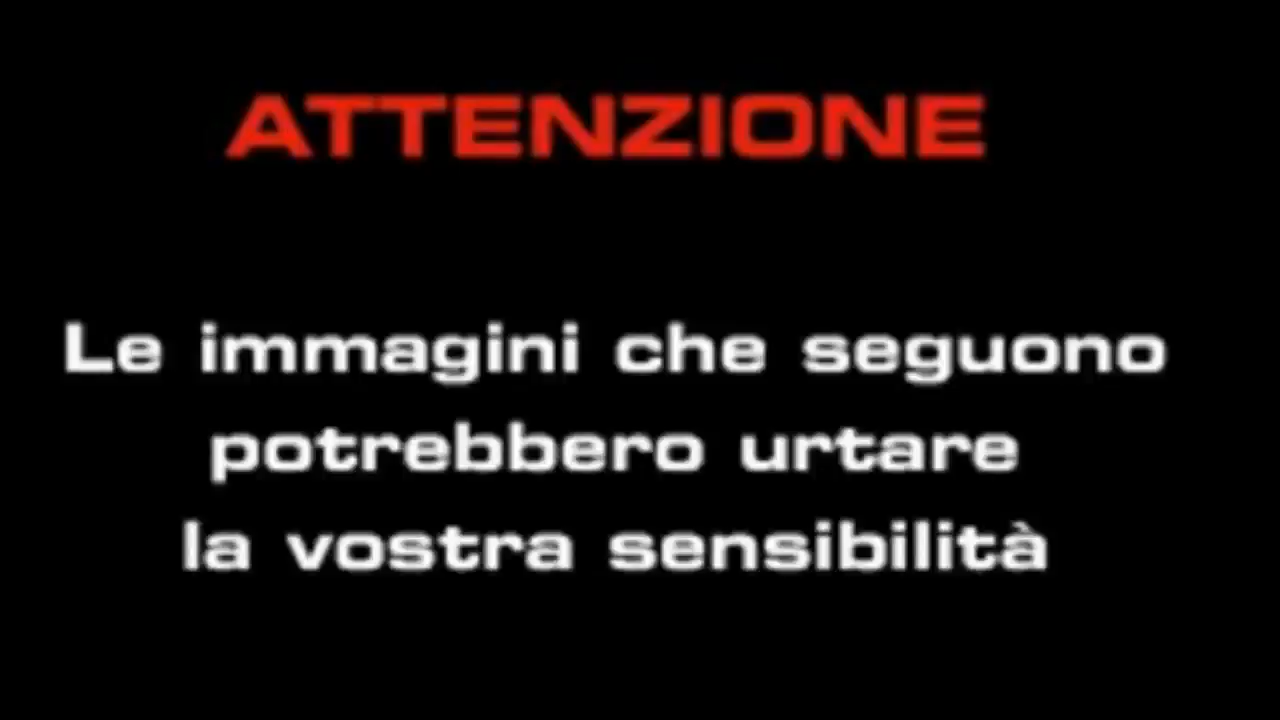 ATTENZIONE
Le immagini che seguono
potrebbero urtare
la vostra sensibilità